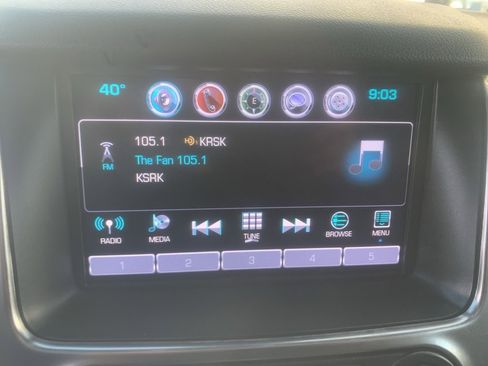 40° E 9:03
105.1 HD KRSK
The Fan 105.1
FM KSRK
RADIO MEDIA TUNE BROWSE MENU
1 2 3 4 5